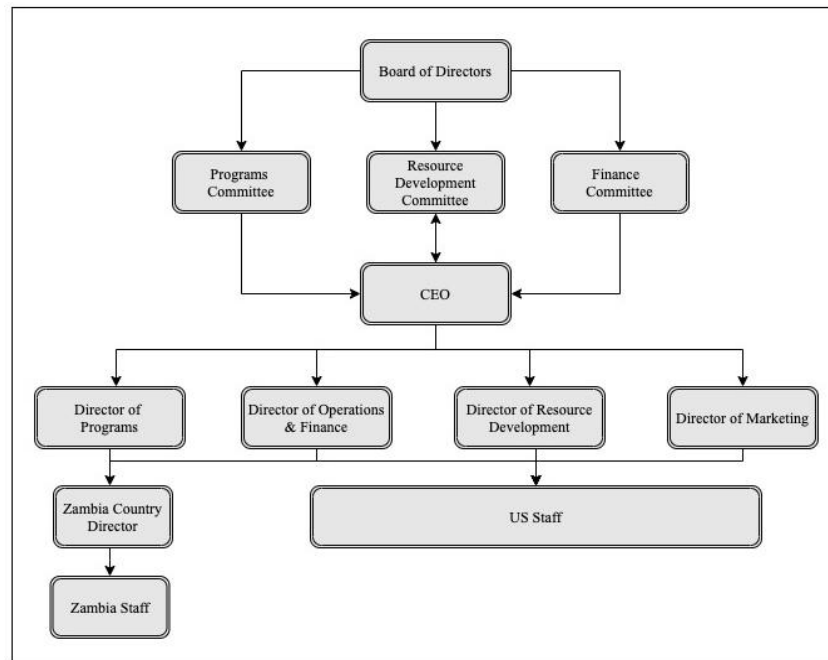 Board of Directors
Programs
Committee
Resource
Development
Committee
Finance
Committee
CEO
Director of
Programs
Director of Operations
& Finance
Director of Resource
Development
Director of Marketing
Zambia Country
Director
US Staff
Zambia Staff